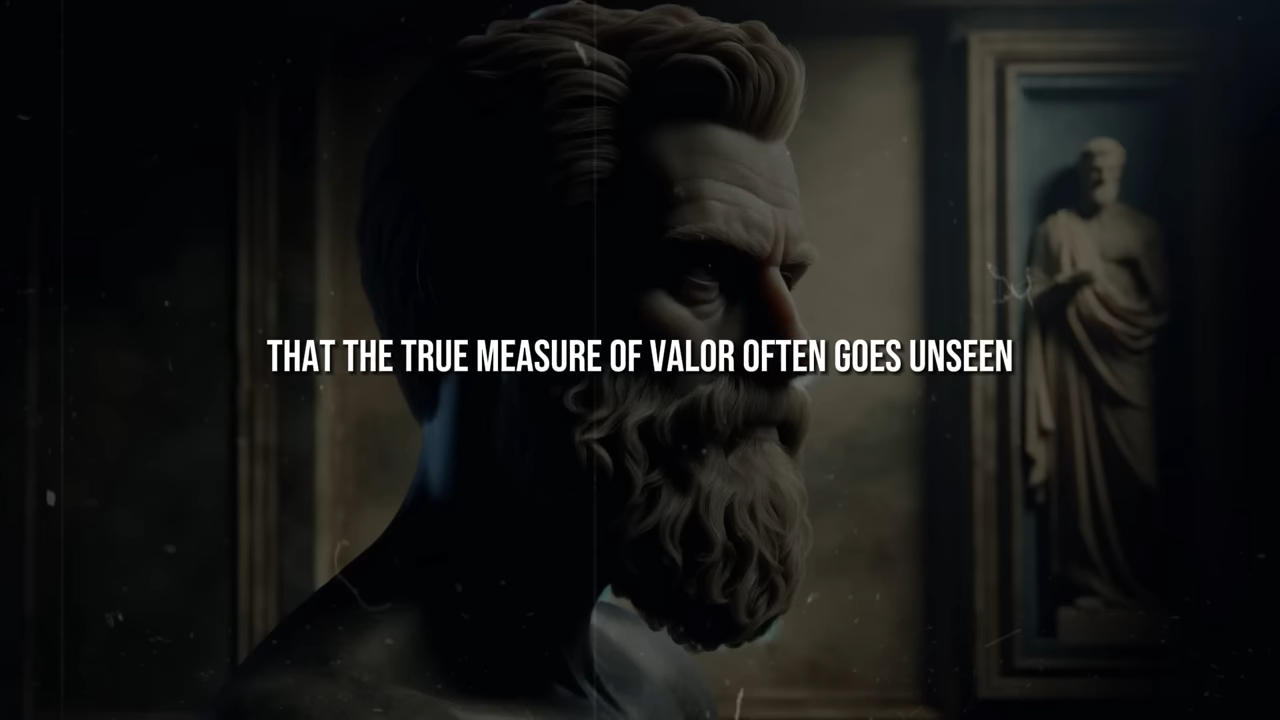 THAT THE TRUE MEASURE OF VALOR OFTEN GOES UNSEEN